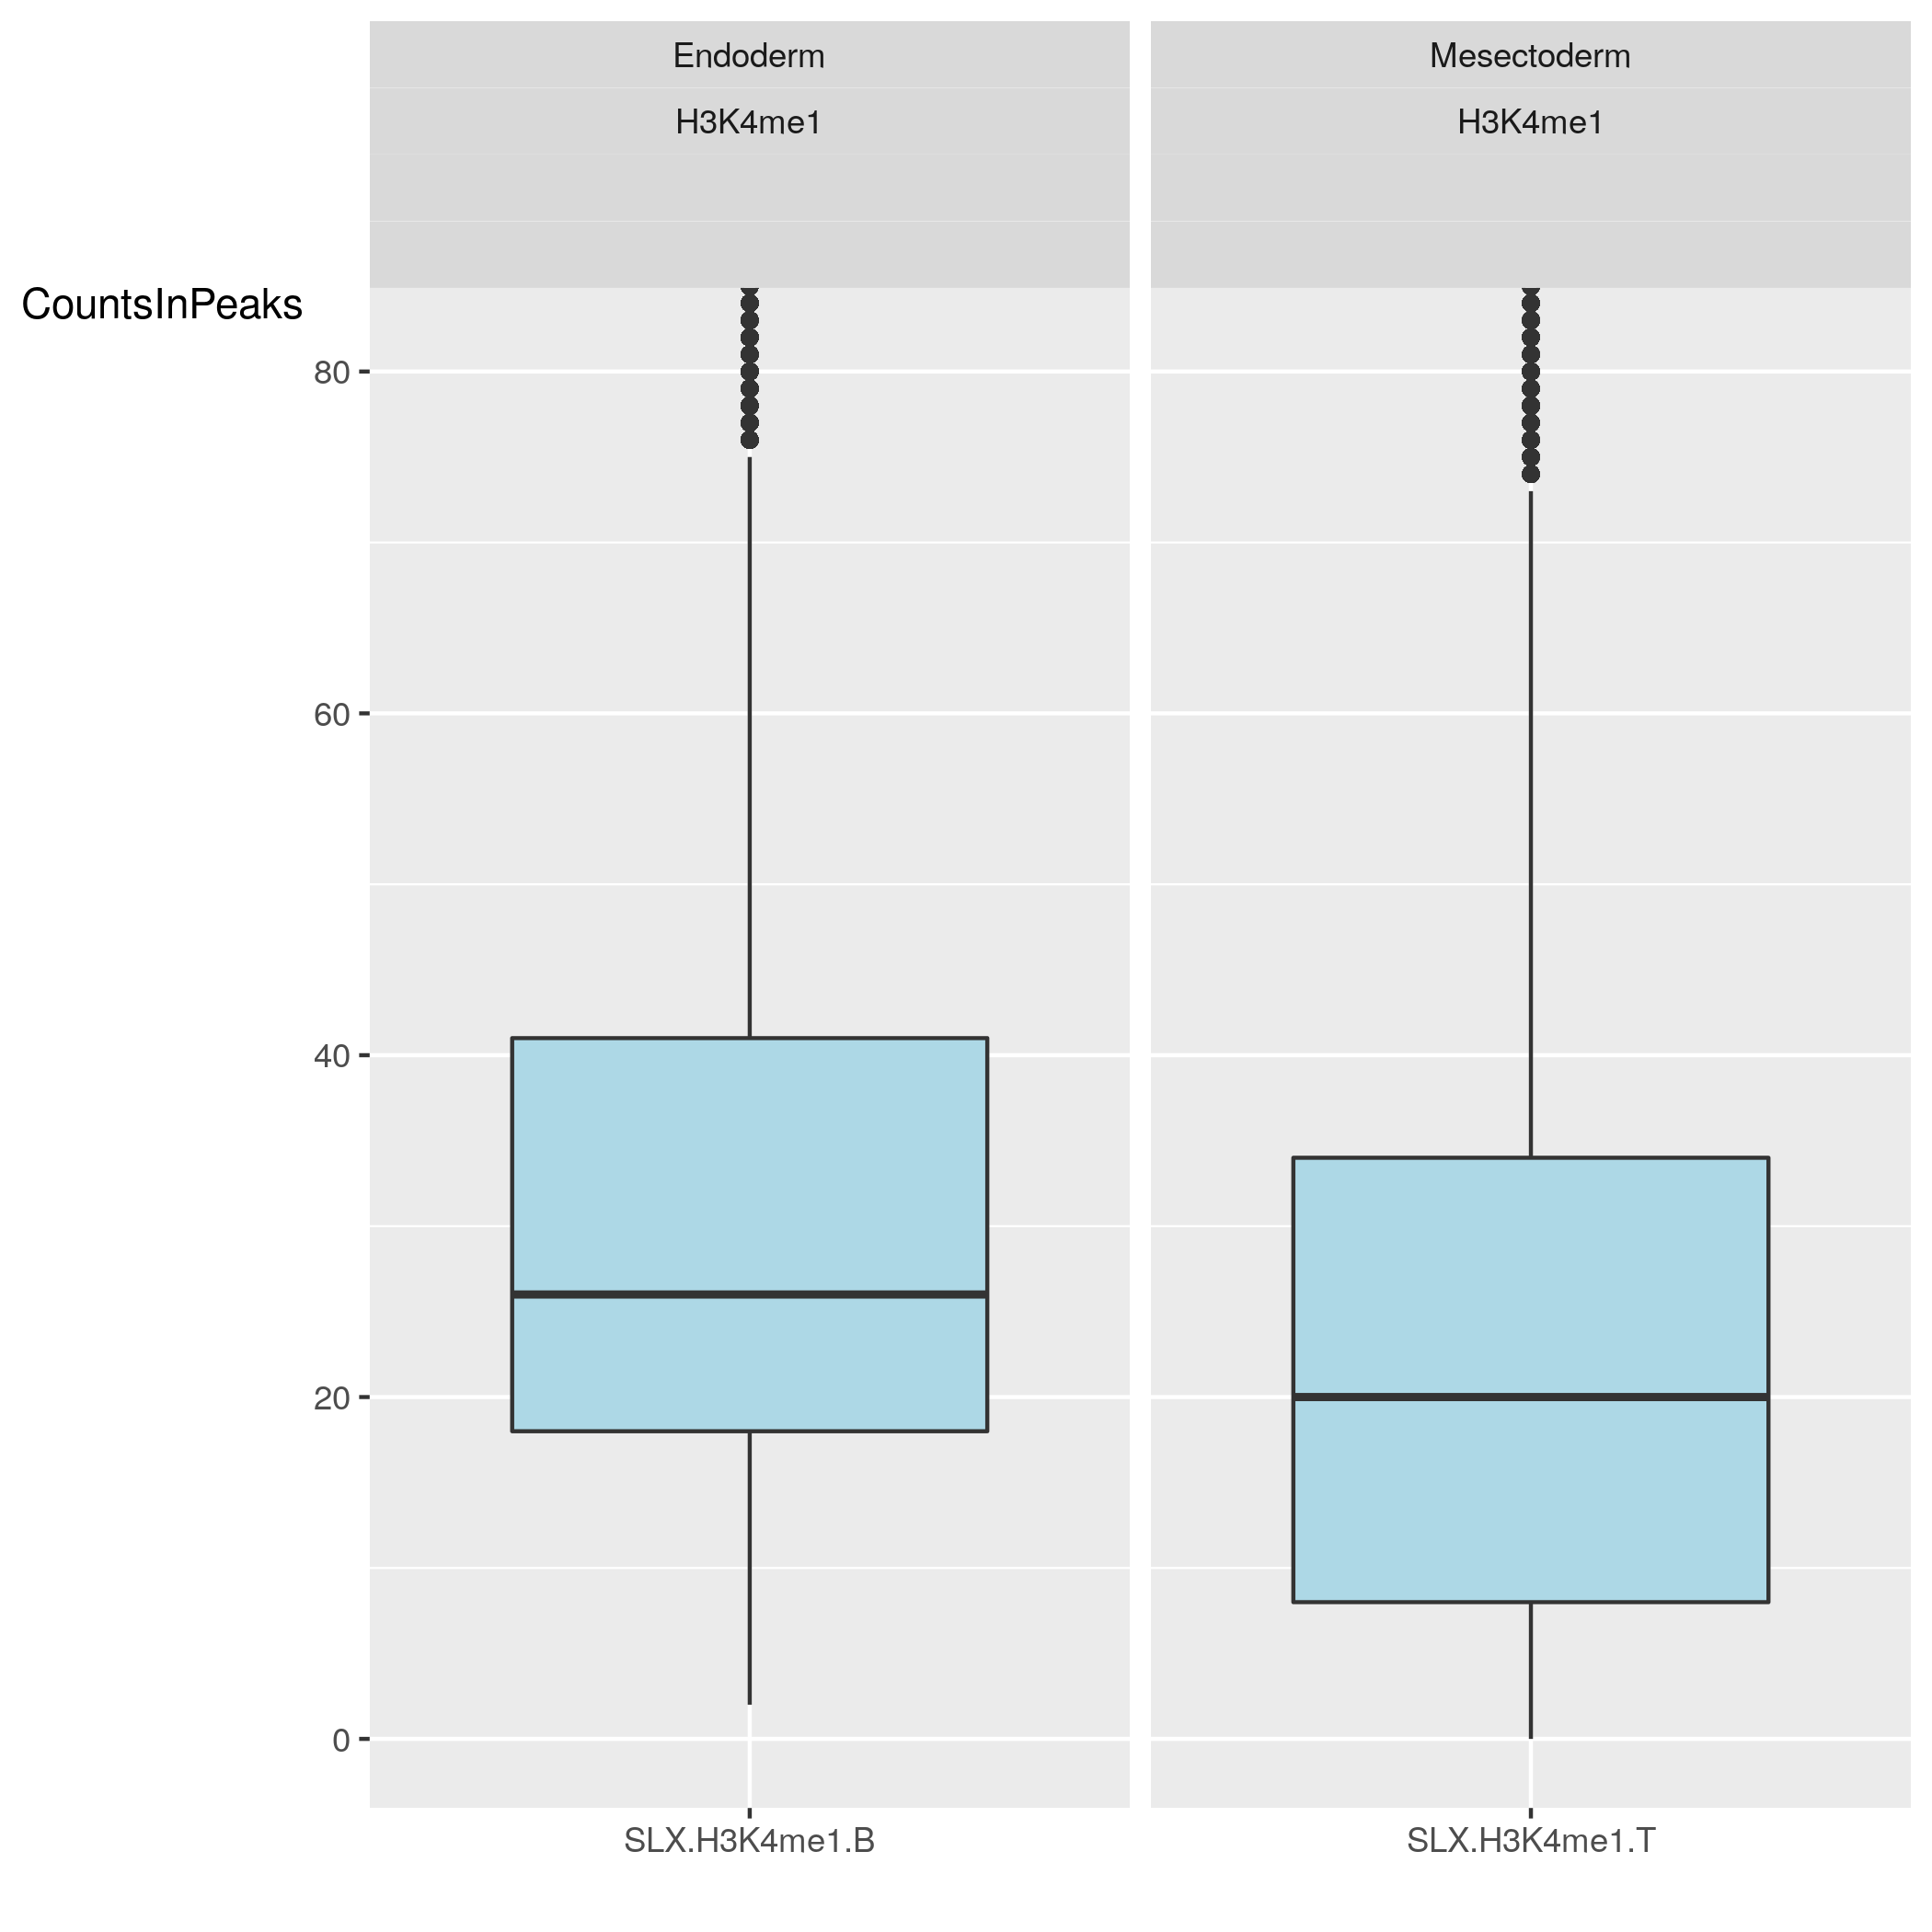 Endoderm
Mesectoderm
H3K4me1
H3K4me1
CountsInPeaks
80
60
40
20
0
SLX.H3K4me1.B
SLX.H3K4me1.T